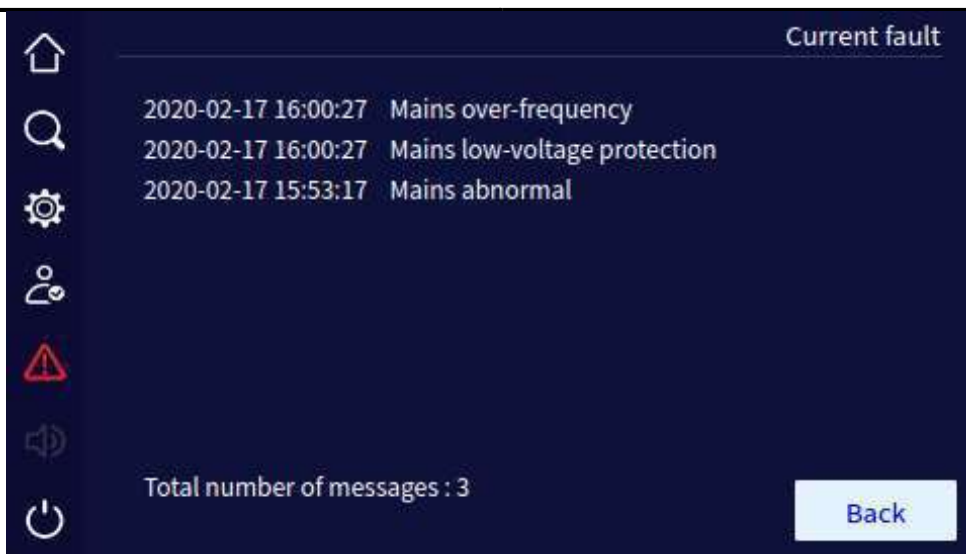 Current fault
2020-02-17 16:00:27 Mains over-frequency
2020-02-17 16:00:27 Mains low-voltage protection
2020-02-17 15:53:17 Mains abnormal
Total number of messages : 3
Back